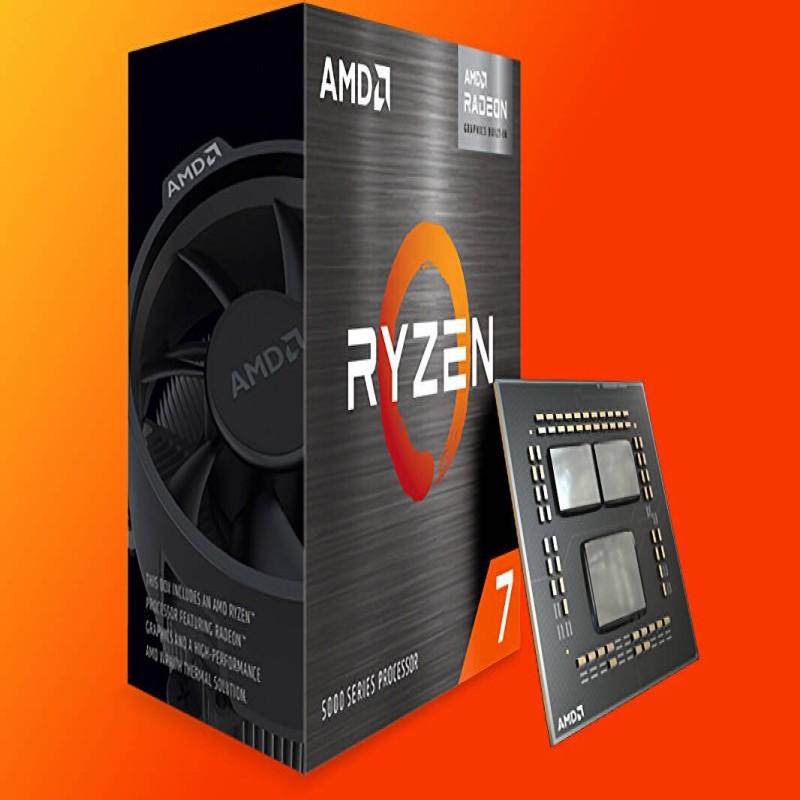 AMD
AMD
RADEON
GRAPHICS BUILT-IN
AMD
AMD
RYZEN
7
THIS BOX INCLUDES AN AMD RYZEN™
PROCESSOR FEATURING RADEON™
GRAPHICS AND A HIGH-PERFORMANCE
AMD WRAITH THERMAL SOLUTION.
5000 SERIES PROCESSOR
AMD